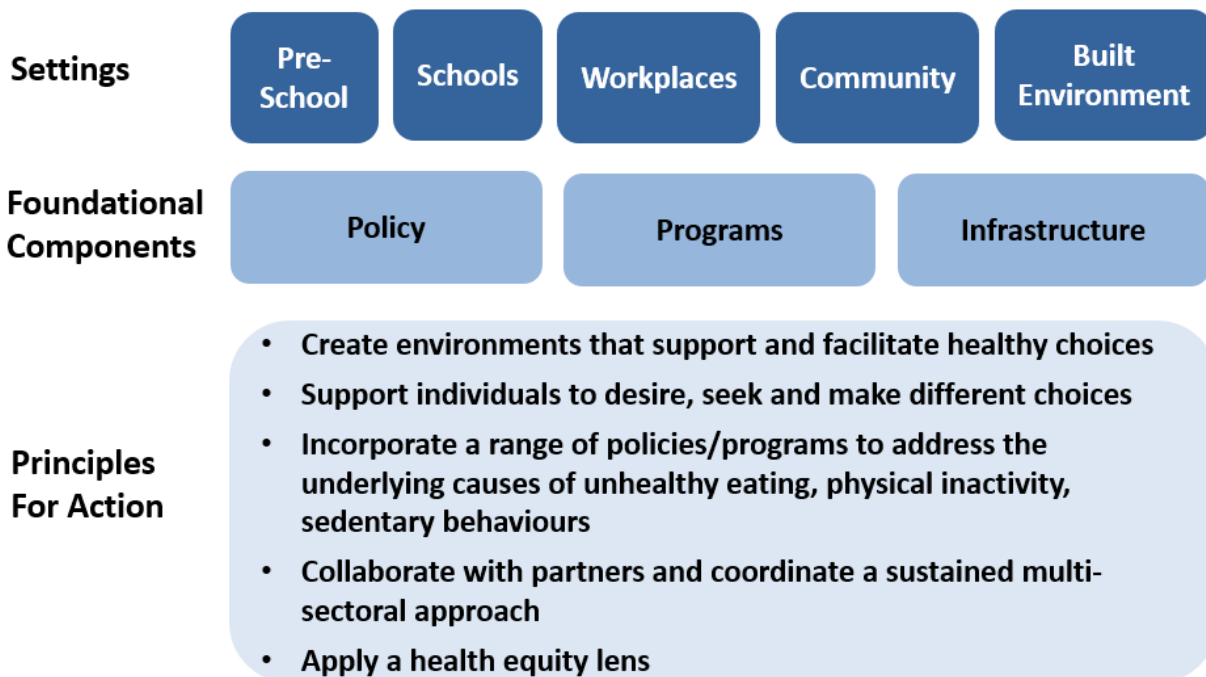 Settings
Pre-
School
Schools
Workplaces
Community
Built
Environment
Foundational
Components
Policy
Programs
Infrastructure
Principles
For Action
• Create environments that support and facilitate healthy choices
• Support individuals to desire, seek and make different choices
• Incorporate a range of policies/programs to address the
underlying causes of unhealthy eating, physical inactivity,
sedentary behaviours
• Collaborate with partners and coordinate a sustained multi-
sectoral approach
• Apply a health equity lens